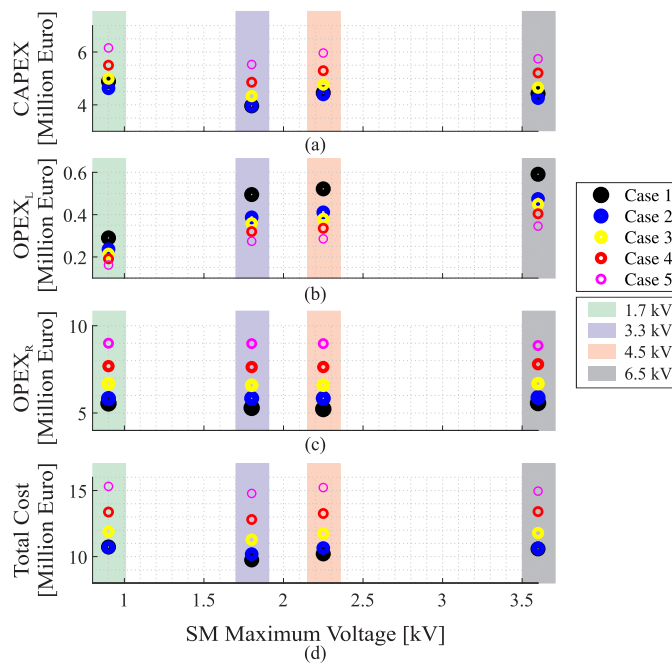 CAPEX
[Million Euro]
6
4
(a)
OPEX_L
[Million Euro]
0.6
0.4
0.2
(b)
OPEX_R
[Million Euro]
10
5
(c)
Total Cost
[Million Euro]
15
10
1
1.5
2
2.5
3
3.5
SM Maximum Voltage [kV]
(d)
Case 1
Case 2
Case 3
Case 4
Case 5
1.7 kV
3.3 kV
4.5 kV
6.5 kV